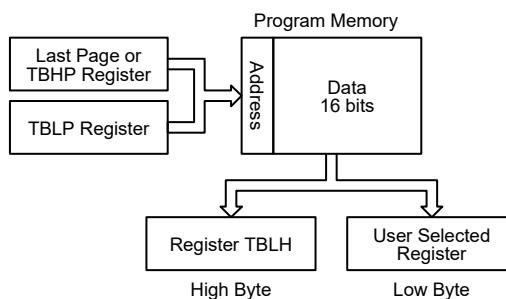 Program Memory
Last Page or
TBHP Register
TBLP Register
Address
Data
16 bits
Register TBLH
High Byte
User Selected
Register
Low Byte